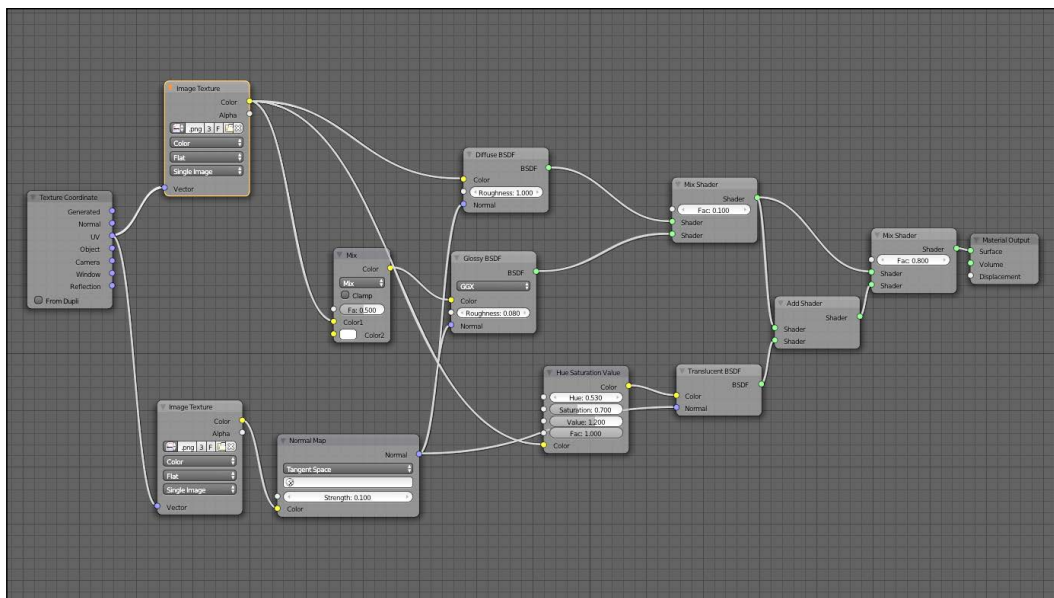 Texture Coordinate
Generated
Normal
UV
Object
Camera
Window
Reflection
From Dupli
Image Texture
Color
Alpha
.png 3 F
Color
Flat
Single Image
Vector
Image Texture
Color
Alpha
.png 3 F
Color
Flat
Single Image
Vector
Mix
Color
Mix
Clamp
Fa: 0.500
Color1
Color2
Normal Map
Normal
Tangent Space
Strength: 0.100
Color
Diffuse BSDF
BSDF
Color
Roughness: 1.000
Normal
Glossy BSDF
BSDF
GGX
Color
Roughness: 0.080
Normal
Hue Saturation Value
Color
Hue: 0.530
Saturation: 0.700
Value: 1.200
Fac: 1.000
Color
Mix Shader
Shader
Fac: 0.100
Shader
Shader
Translucent BSDF
BSDF
Color
Normal
Add Shader
Shader
Shader
Shader
Mix Shader
Shader
Fac: 0.800
Shader
Shader
Material Output
Surface
Volume
Displacement